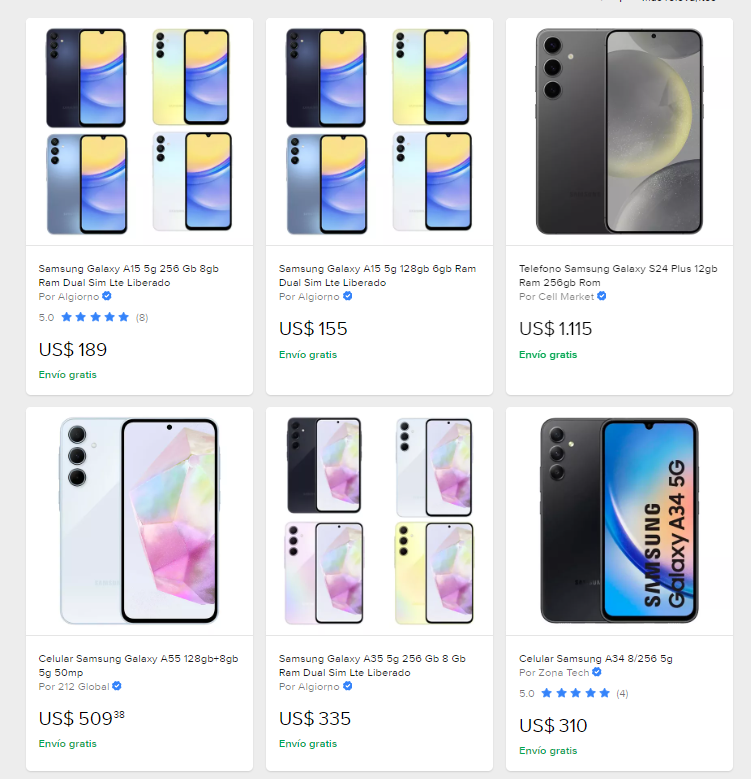 Samsung Galaxy A15 5g 256 Gb 8gb
Ram Dual Sim Lte Liberado
Por Algiorno
5.0 (8)
US$ 189
Envío gratis
Samsung Galaxy A15 5g 128gb 6gb Ram
Dual Sim Lte Liberado
Por Algiorno
US$ 155
Envío gratis
Telefono Samsung Galaxy S24 Plus 12gb
Ram 256gb Rom
Por Cell Market
US$ 1.115
Envío gratis
Celular Samsung Galaxy A55 128gb+8gb
5g 50mp
Por 212 Global
US$ 509 38
Envío gratis
Samsung Galaxy A35 5g 256 Gb 8 Gb
Ram Dual Sim Lte Liberado
Por Algiorno
US$ 335
Envío gratis
SAMSUNG
Galaxy A34 5G
Celular Samsung A34 8/256 5g
Por Zona Tech
5.0 (4)
US$ 310
Envío gratis